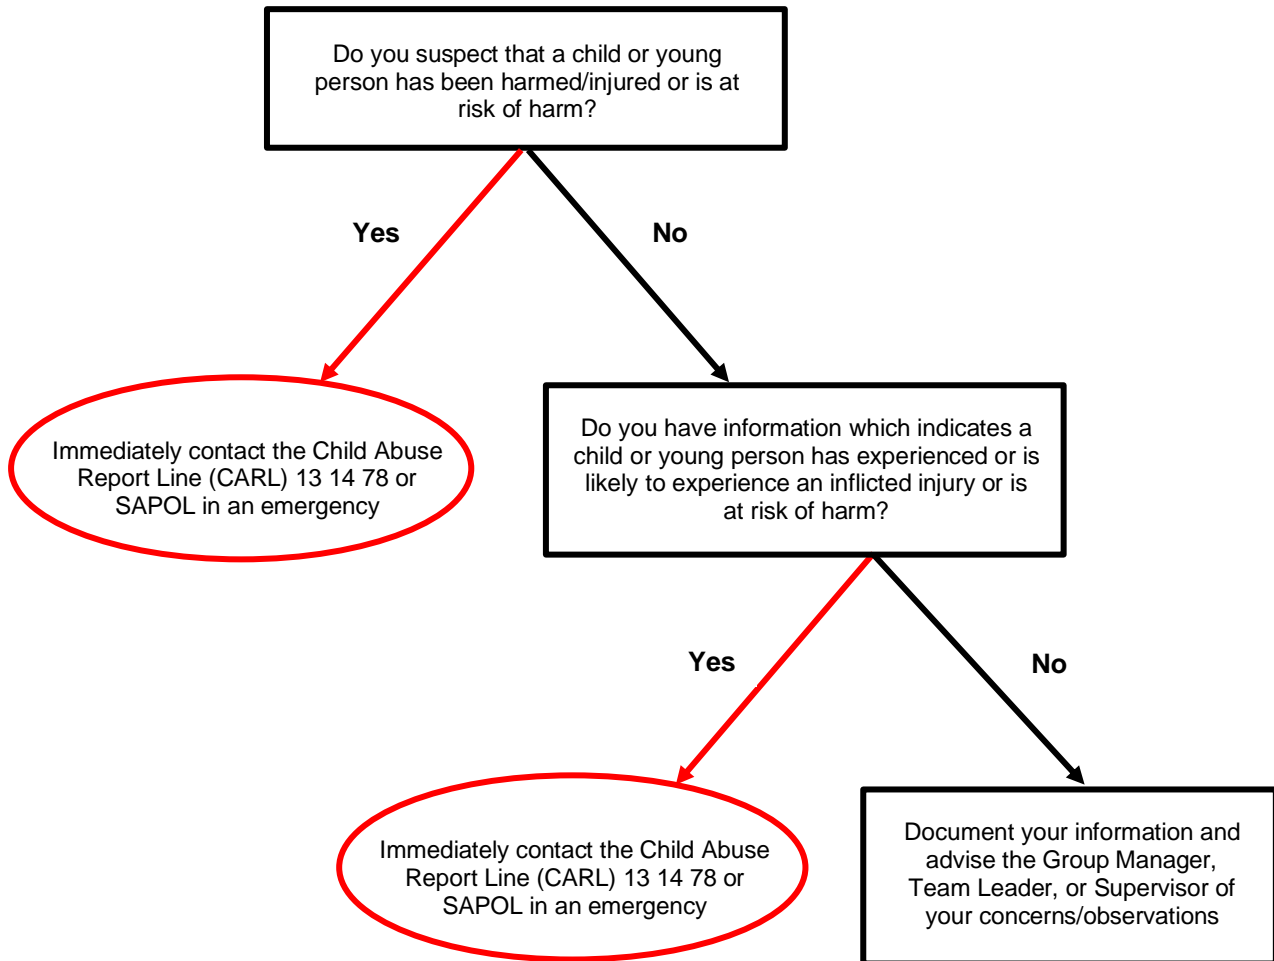 Do you suspect that a child or young
person has been harmed/injured or is at
risk of harm?
Yes
No
Immediately contact the Child Abuse
Report Line (CARL) 13 14 78 or
SAPOL in an emergency
Do you have information which indicates a
child or young person has experienced or is
likely to experience an inflicted injury or is
at risk of harm?
Yes
No
Immediately contact the Child Abuse
Report Line (CARL) 13 14 78 or
SAPOL in an emergency
Document your information and
advise the Group Manager,
Team Leader, or Supervisor of
your concerns/observations